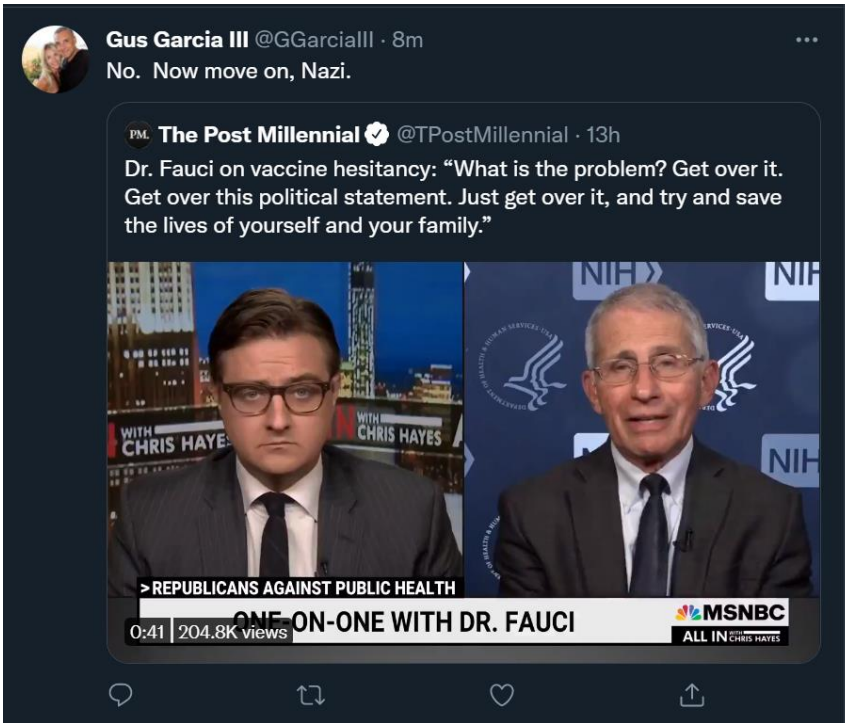 Gus Garcia III @GGarciaIII · 8m
No. Now move on, Nazi.
PM. The Post Millennial @TPostMillennial · 13h
Dr. Fauci on vaccine hesitancy: “What is the problem? Get over it.
Get over this political statement. Just get over it, and try and save
the lives of yourself and your family.”
NIH
NIH
WITH
CHRIS HAYES
WITH
CHRIS HAYES
NIH
>REPUBLICANS AGAINST PUBLIC HEALTH
ONE-ON-ONE WITH DR. FAUCI
MSNBC
ALL IN WITH CHRIS HAYES
0:41 204.8K views